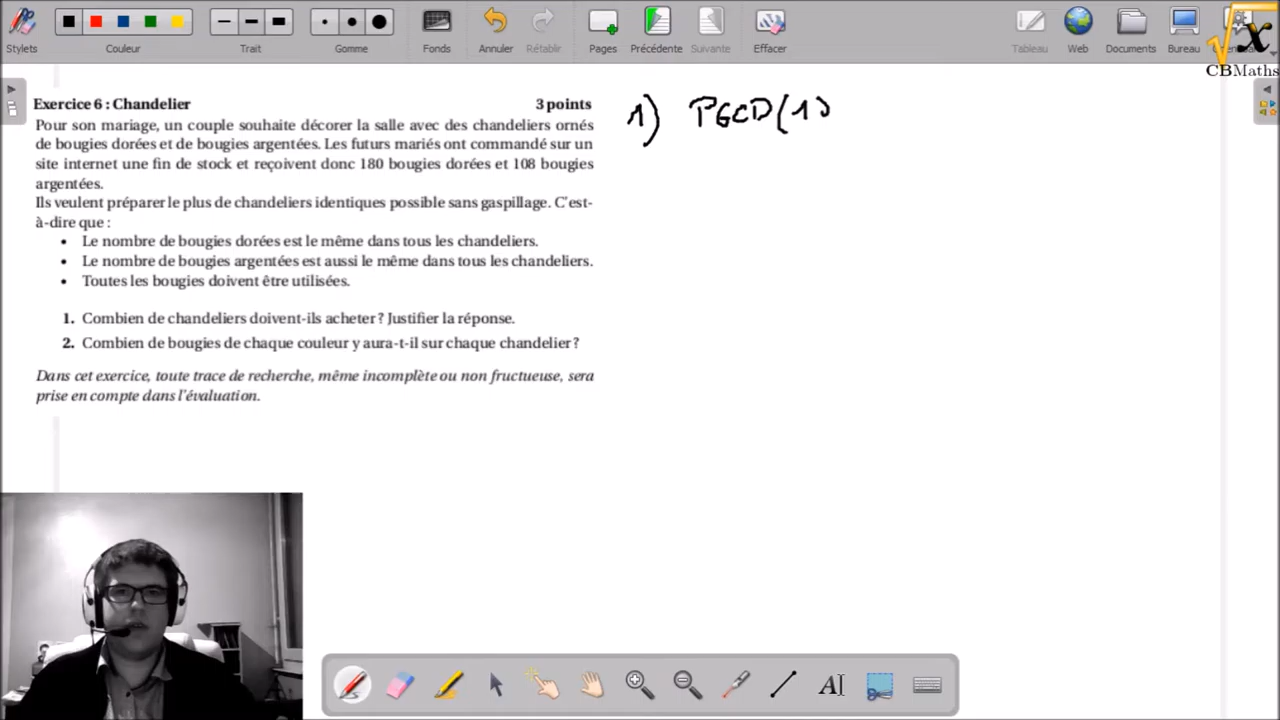 Stylets Couleur Trait Gomme Fonds Annuler Rétablir Pages Précédente Suivante Effacer Tableau Web Documents Bureau
√x
CBMaths
Exercice 6 : Chandelier 3 points
Pour son mariage, un couple souhaite décorer la salle avec des chandeliers ornés
de bougies dorées et de bougies argentées. Les futurs mariés ont commandé sur un
site internet une fin de stock et reçoivent donc 180 bougies dorées et 108 bougies
argentées.
Ils veulent préparer le plus de chandeliers identiques possible sans gaspillage. C'est-
à-dire que :
• Le nombre de bougies dorées est le même dans tous les chandeliers.
• Le nombre de bougies argentées est aussi le même dans tous les chandeliers.
• Toutes les bougies doivent être utilisées.
1. Combien de chandeliers doivent-ils acheter ? Justifier la réponse.
2. Combien de bougies de chaque couleur y aura-t-il sur chaque chandelier ?
Dans cet exercice, toute trace de recherche, même incomplète ou non fructueuse, sera
prise en compte dans l'évaluation.
1) PGCD(1
AI